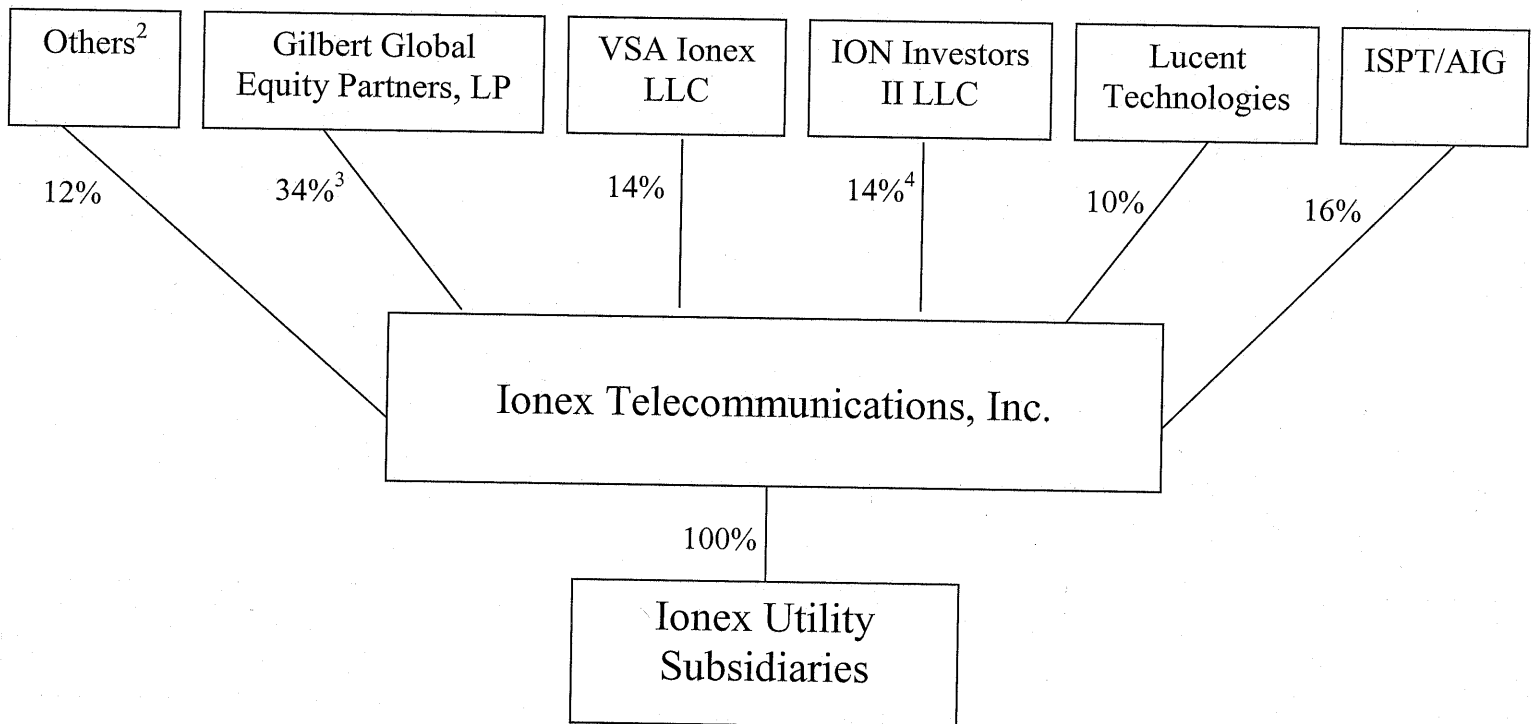 Others²
Gilbert Global
Equity Partners, LP
VSA Ionex
LLC
ION Investors
II LLC
Lucent
Technologies
ISPT/AIG
12%
34%³
14%
14%⁴
10%
16%
Ionex Telecommunications, Inc.
100%
Ionex Utility
Subsidiaries